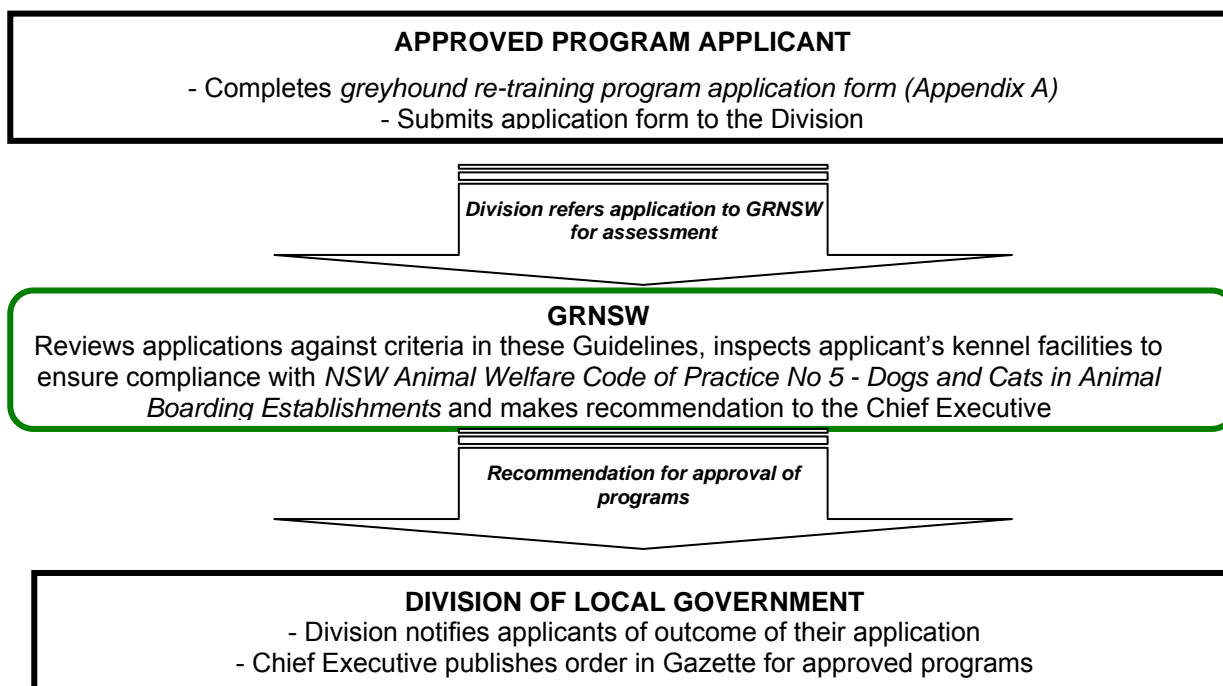 APPROVED PROGRAM APPLICANT
- Completes greyhound re-training program application form (Appendix A)
- Submits application form to the Division
Division refers application to GRNSW
for assessment
GRNSW
Reviews applications against criteria in these Guidelines, inspects applicant’s kennel facilities to
ensure compliance with NSW Animal Welfare Code of Practice No 5 - Dogs and Cats in Animal
Boarding Establishments and makes recommendation to the Chief Executive
Recommendation for approval of
programs
DIVISION OF LOCAL GOVERNMENT
- Division notifies applicants of outcome of their application
- Chief Executive publishes order in Gazette for approved programs